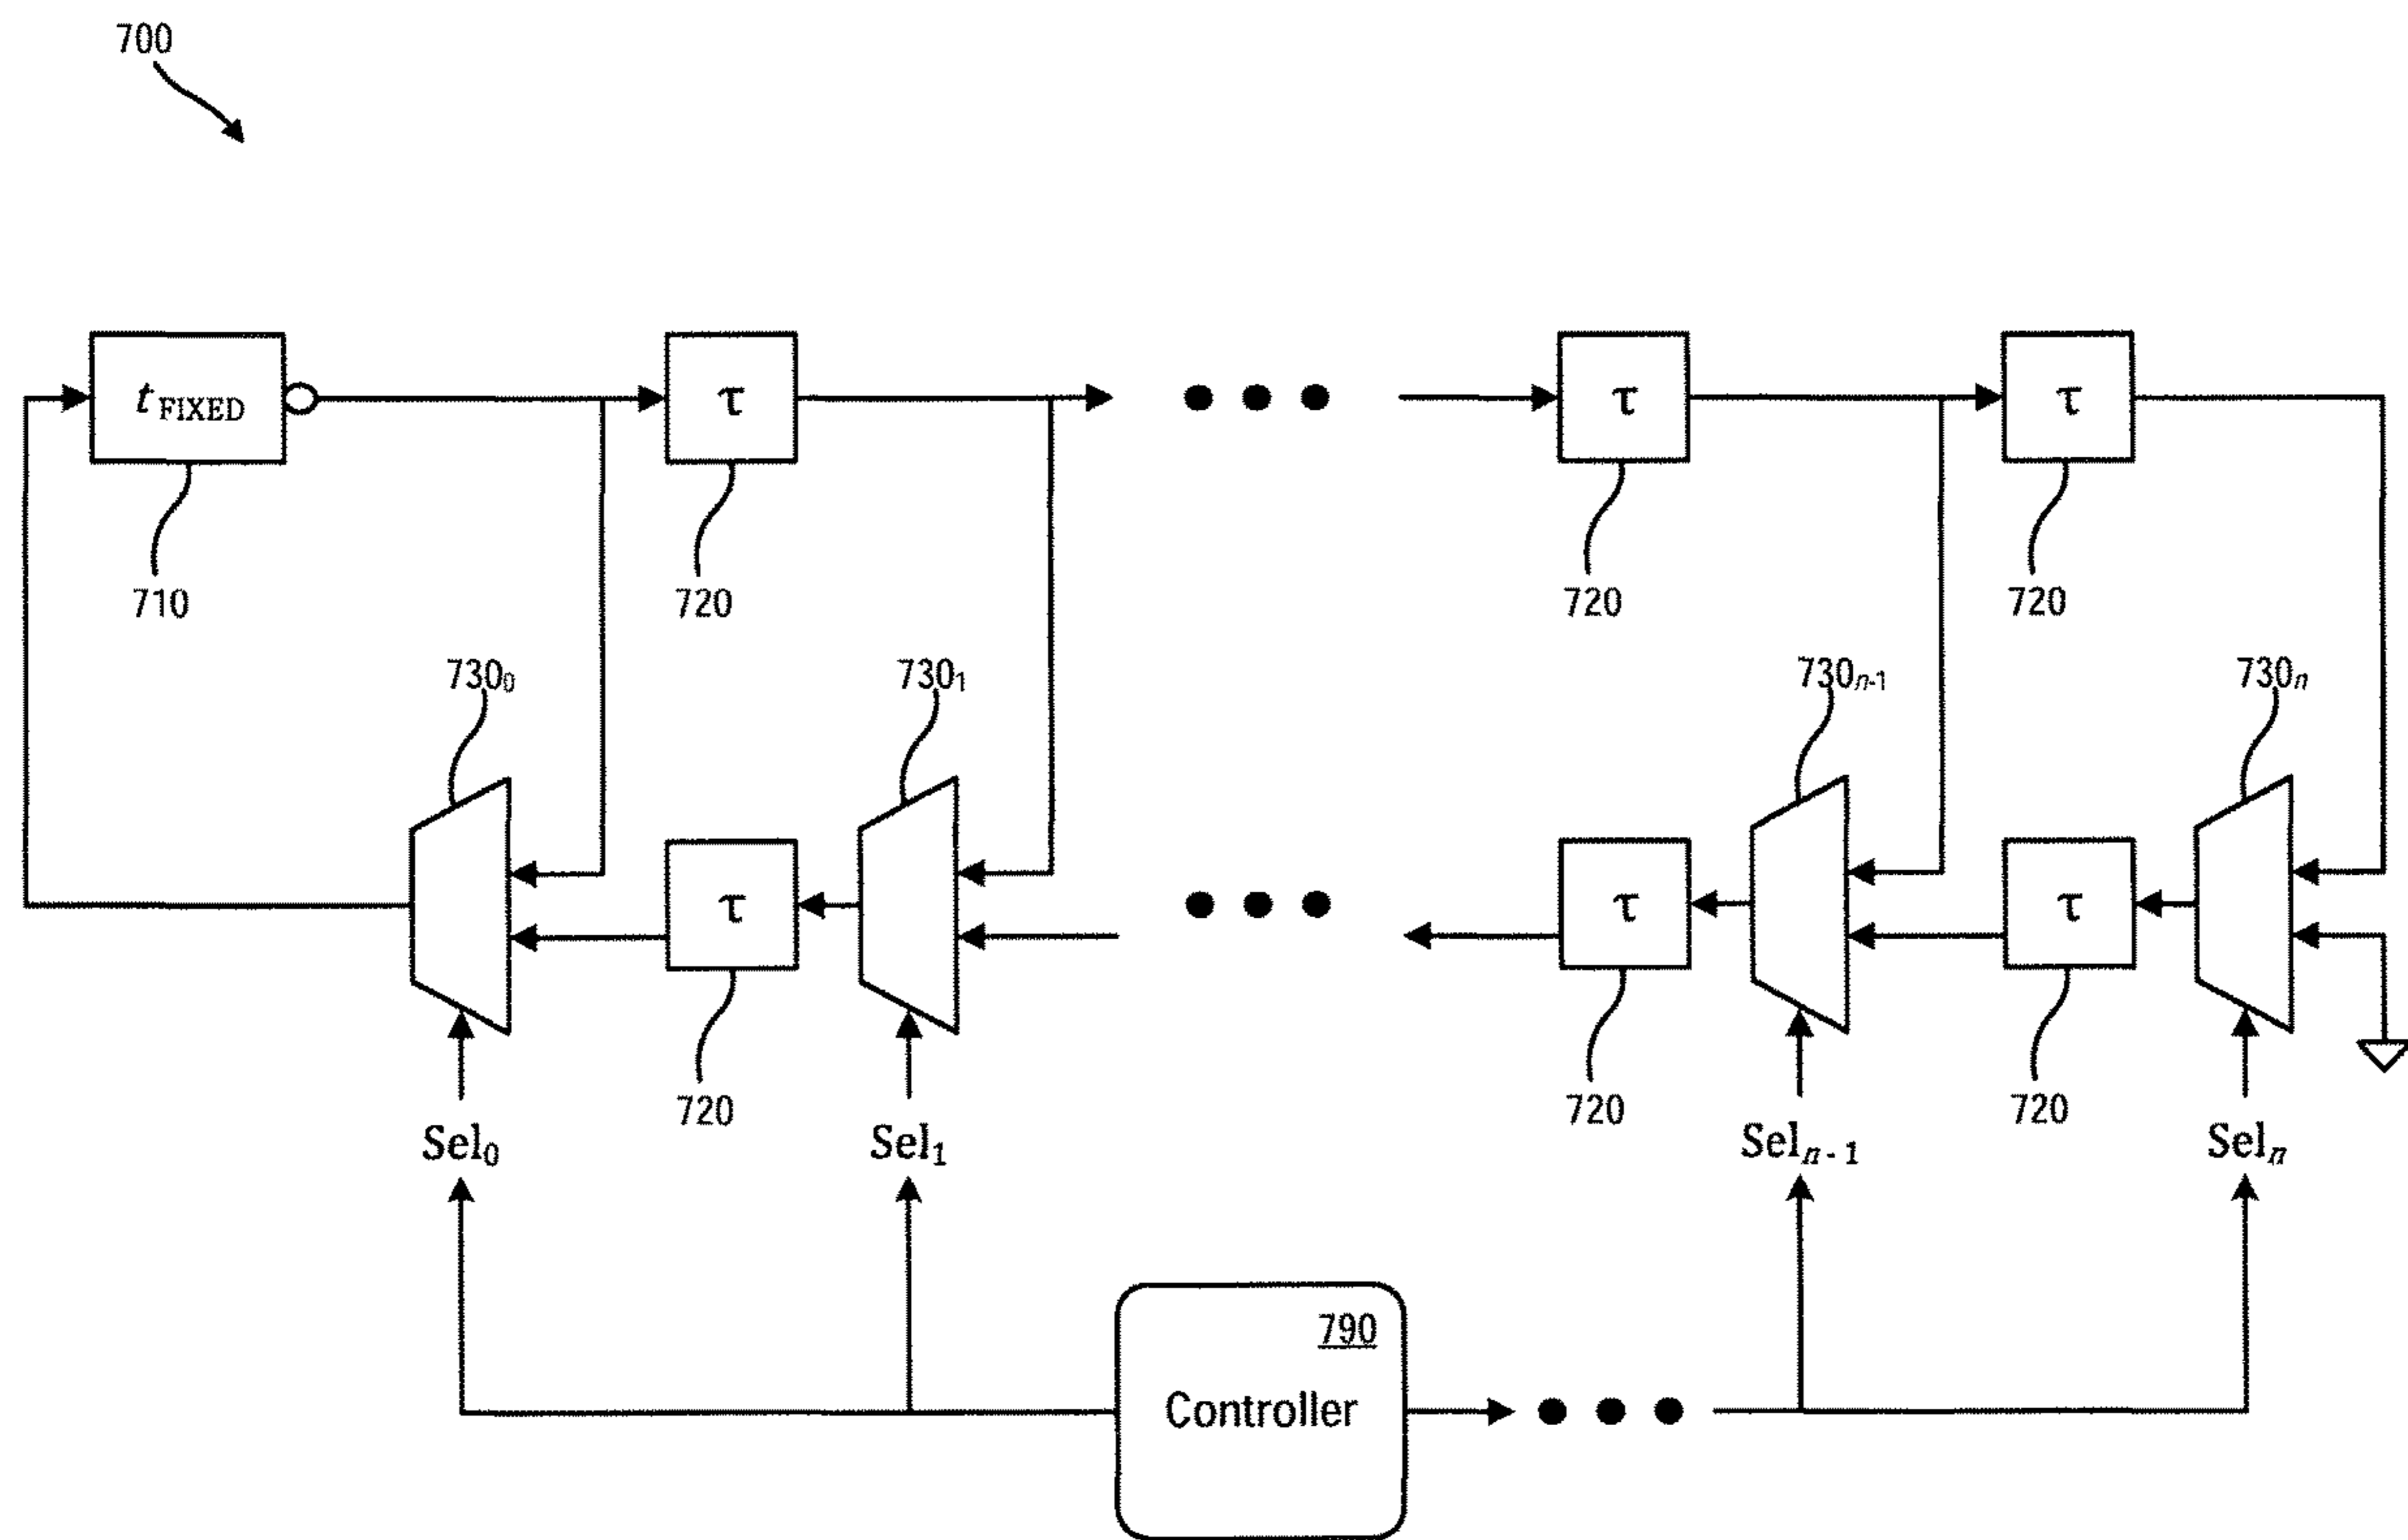 700
t FIXED
τ
τ
τ
710
720
720
720
730₀
730₁
730ₙ₋₁
730ₙ
τ
τ
τ
720
720
720
Sel₀
Sel₁
Selₙ₋₁
Selₙ
790
Controller